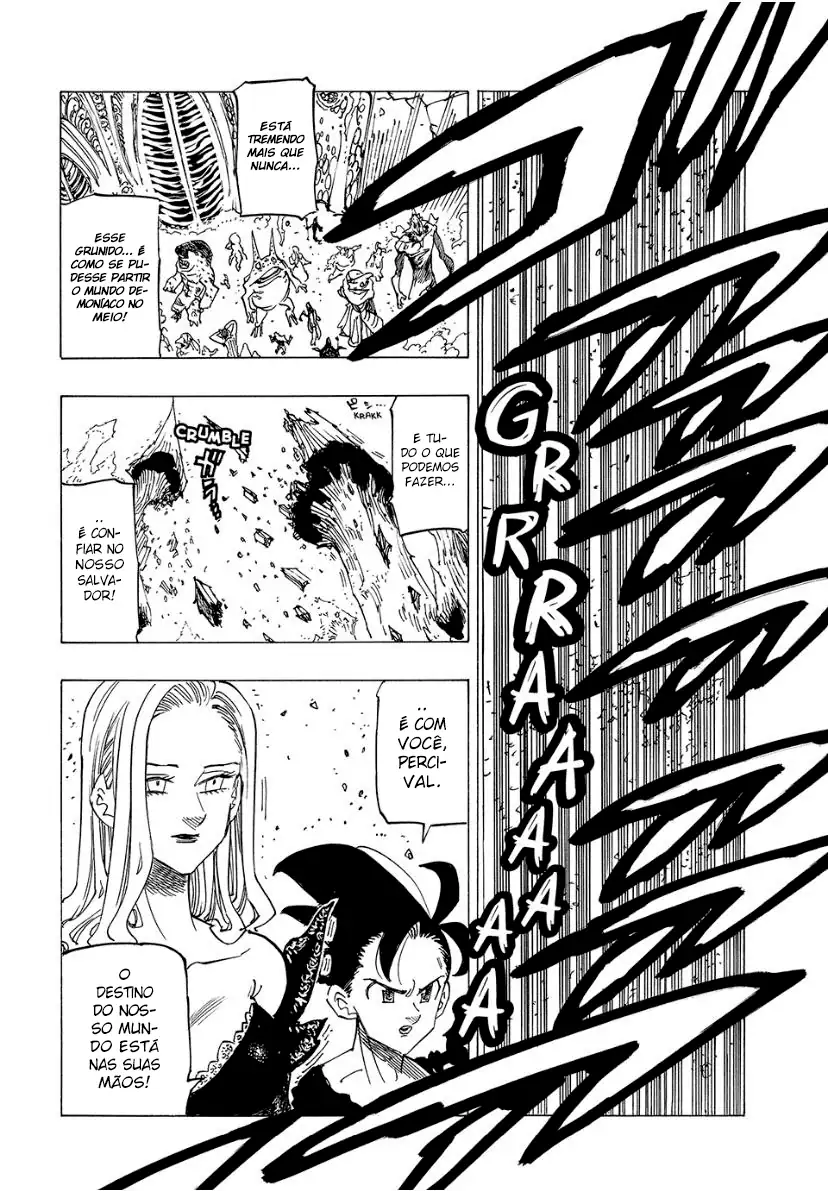 ESTÁ
TREMENDO
MAIS QUE
NUNCA...
ESSE
GRUNIDO... É
COMO SE PU-
DESSE PARTIR
O MUNDO DE-
MONÍACO NO
MEIO!
GRRRAAAAAA
KRAKK
CRUMBLE
E TU-
DO O QUE
PODEMOS
FAZER...
É CON-
FIAR NO
NOSSO
SALVA-
DOR!
É COM
VOCÊ,
PERCI-
VAL.
O
DESTINO
DO NOS-
SO MUN-
DO ESTÁ
NAS SUAS
MÃOS!